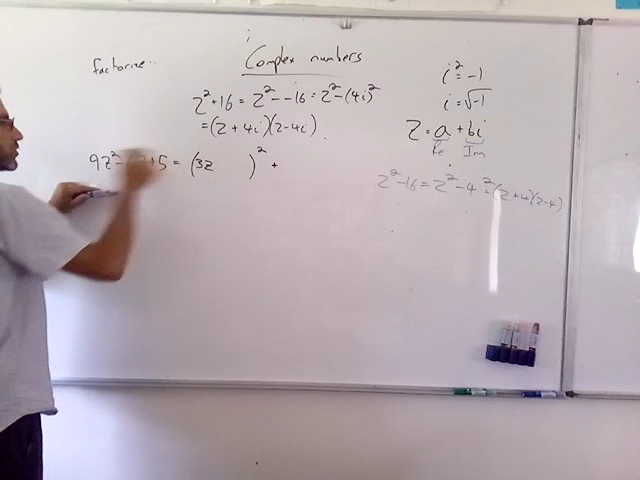 Complex numbers
factorize..
i² = -1
z² + 16 = z² - -16 = z² - (4i)²
i = √-1
= (z + 4i)(z - 4i)
z = a + bi
Re Im
9z² - + 5 = (3z )² +
z² - 16 = z² - 4² = (z + 4)(z - 4)